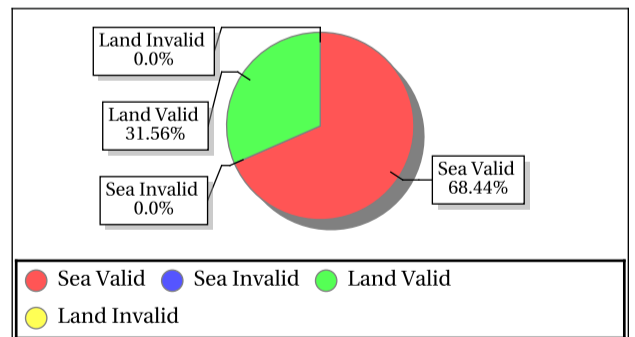 Land Invalid
0.0%
Land Valid
31.56%
Sea Invalid
0.0%
Sea Valid
68.44%
Sea Valid Sea Invalid Land Valid
Land Invalid